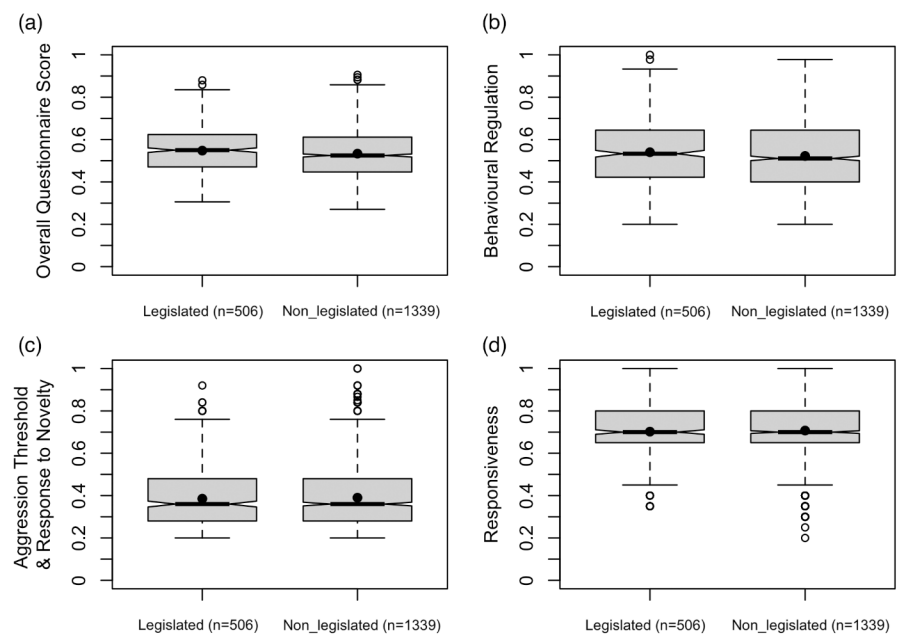 (a)
Overall Questionnaire Score
0 0.2 0.4 0.6 0.8 1
Legislated (n=506) Non_legislated (n=1339)
(b)
Behavioural Regulation
0 0.2 0.4 0.6 0.8 1
Legislated (n=506) Non_legislated (n=1339)
(c)
Aggression Threshold
& Response to Novelty
0 0.2 0.4 0.6 0.8 1
Legislated (n=506) Non_legislated (n=1339)
(d)
Responsiveness
0 0.2 0.4 0.6 0.8 1
Legislated (n=506) Non_legislated (n=1339)